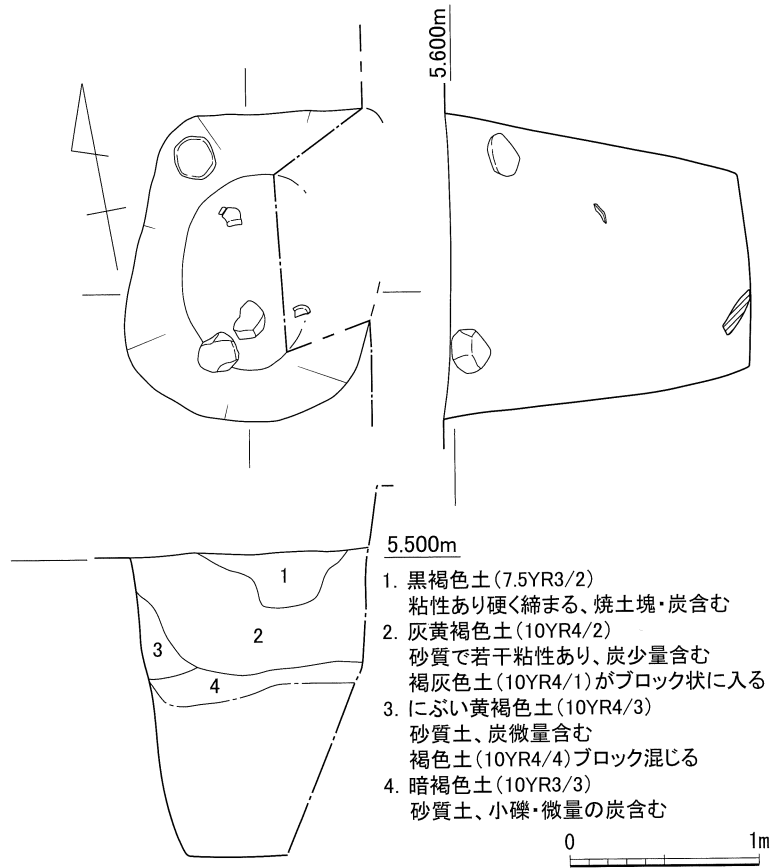 5.600m
5.500m
1
2
3
4
1. 黒褐色土(7.5YR3/2)
粘性あり硬く締まる、焼土塊・炭含む
2. 灰黄褐色土(10YR4/2)
砂質で若干粘性あり、炭少量含む
褐灰色土(10YR4/1)がブロック状に入る
3. にぶい黄褐色土(10YR4/3)
砂質土、炭微量含む
褐色土(10YR4/4)ブロック混じる
4. 暗褐色土(10YR3/3)
砂質土、小礫・微量の炭含む
0 1m